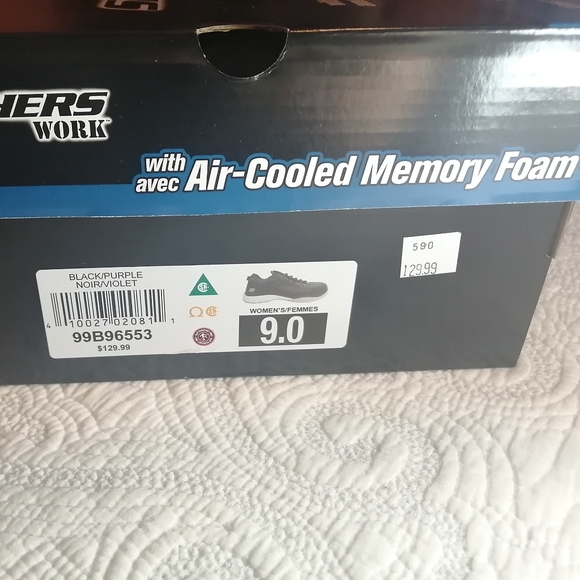 HERS
WORK
with
avec Air-Cooled Memory Foam
590
129.99
BLACK/PURPLE
NOIR/VIOLET
4 10027 02081 1
99B96553
$129.99
WOMEN'S/FEMMES
9.0